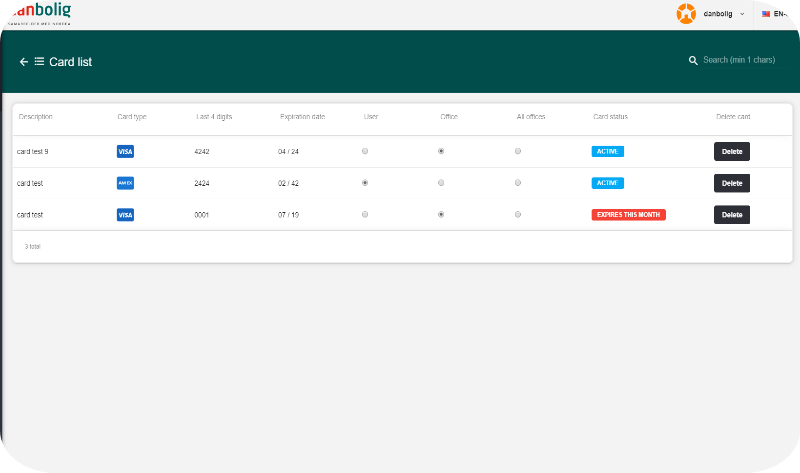 danbolig
danbolig EN-
Card list Search (min 1 chars)
Description Card type Last 4 digits Expiration date User Office All offices Card status Delete card
card test 9 VISA 4242 04 / 24 ACTIVE Delete
card test AMEX 2424 02 / 42 ACTIVE Delete
card test VISA 0001 07 / 19 EXPIRES THIS MONTH Delete
3 total